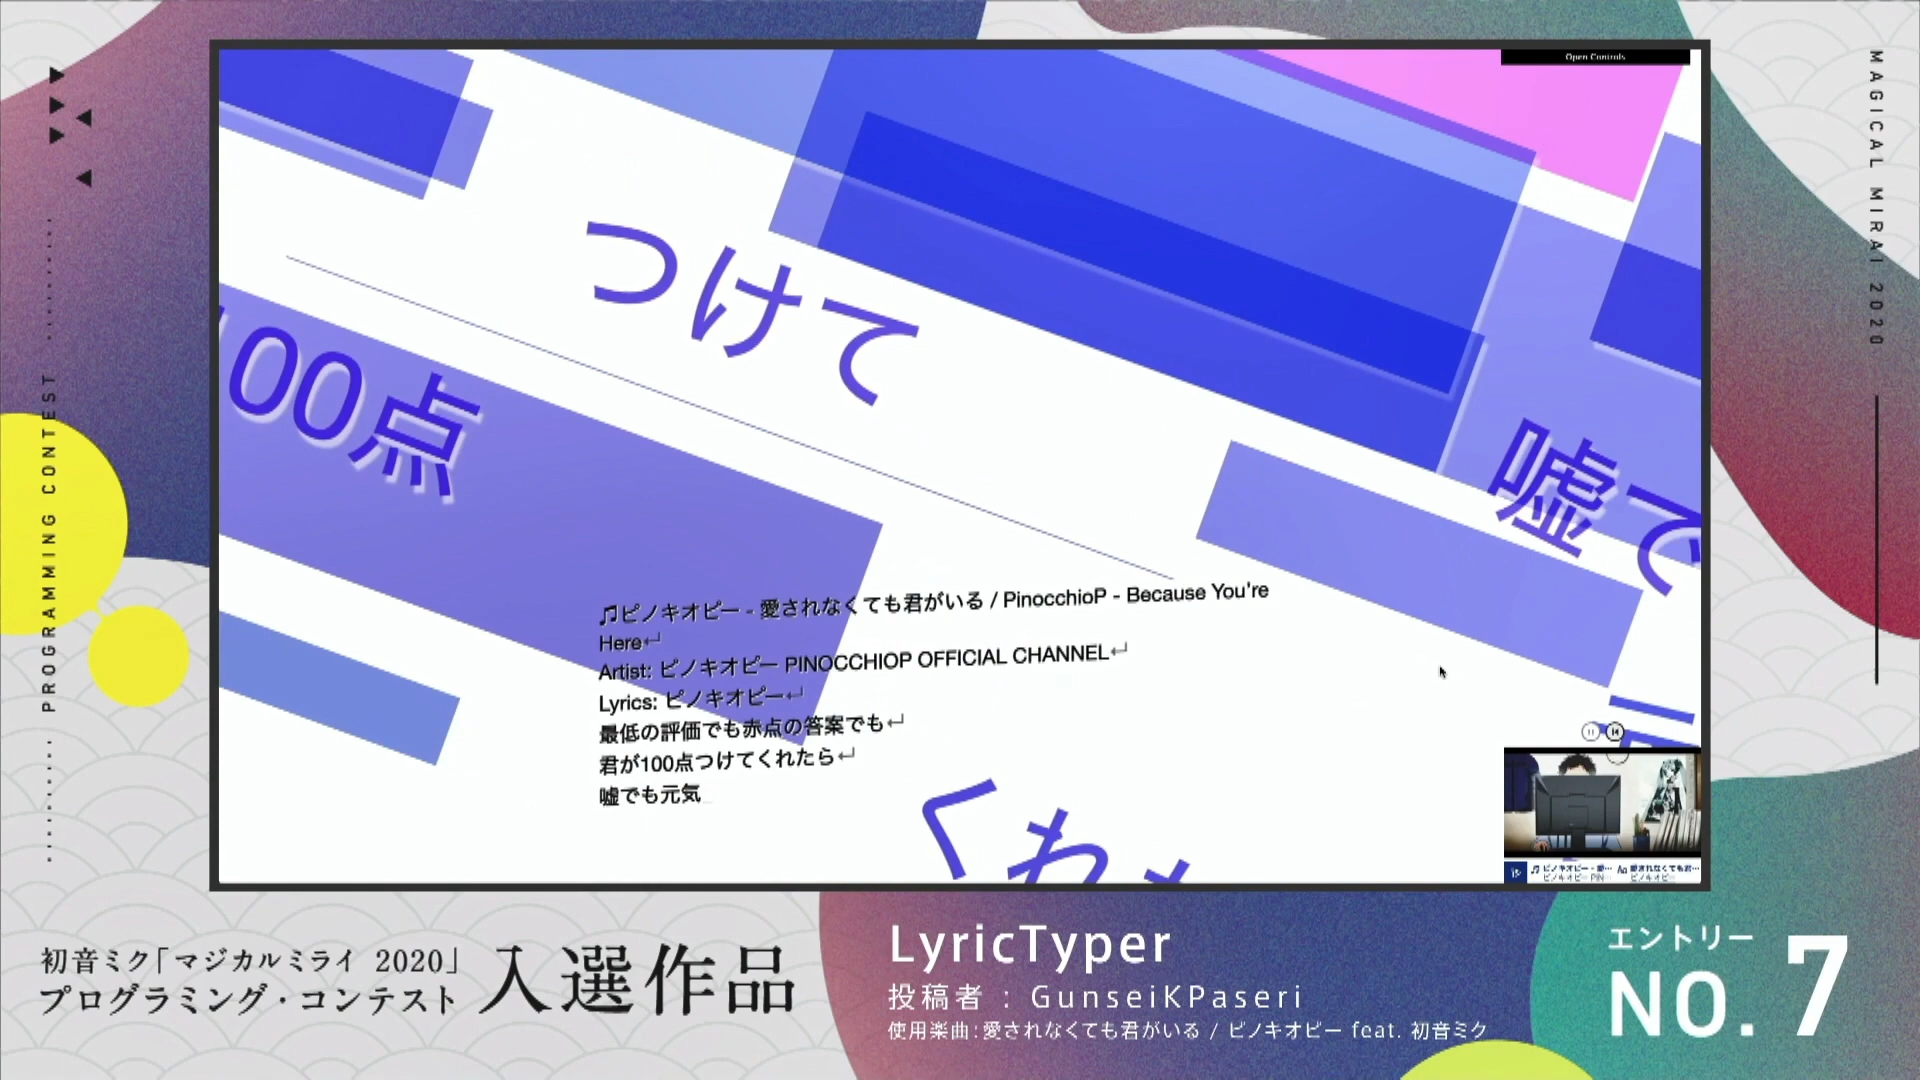 Open Controls
つけて
100点
嘘で
♫ピノキオピー - 愛されなくても君がいる / PinocchioP - Because You're
Here↵
Artist: ピノキオピー PINOCCHIOP OFFICIAL CHANNEL↵
Lyrics: ピノキオピー↵
最低の評価でも赤点の答案でも↵
君が100点つけてくれたら↵
嘘でも元気
くれた
PROGRAMMING CONTEST
MAGICAL MIRAI 2020
初音ミク「マジカルミライ 2020」
プログラミング・コンテスト
入選作品
LyricTyper
投稿者 : GunseiKPaseri
使用楽曲:愛されなくても君がいる / ピノキオピー feat. 初音ミク
エントリー
NO. 7